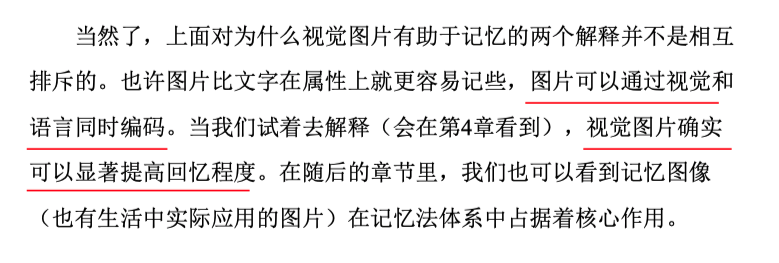 当然了，上面对为什么视觉图片有助于记忆的两个解释并不是相互
排斥的。也许图片比文字在属性上就更容易记些，图片可以通过视觉和
语言同时编码。当我们试着去解释（会在第4章看到），视觉图片确实
可以显著提高回忆程度。在随后的章节里，我们也可以看到记忆图像
（也有生活中实际应用的图片）在记忆法体系中占据着核心作用。